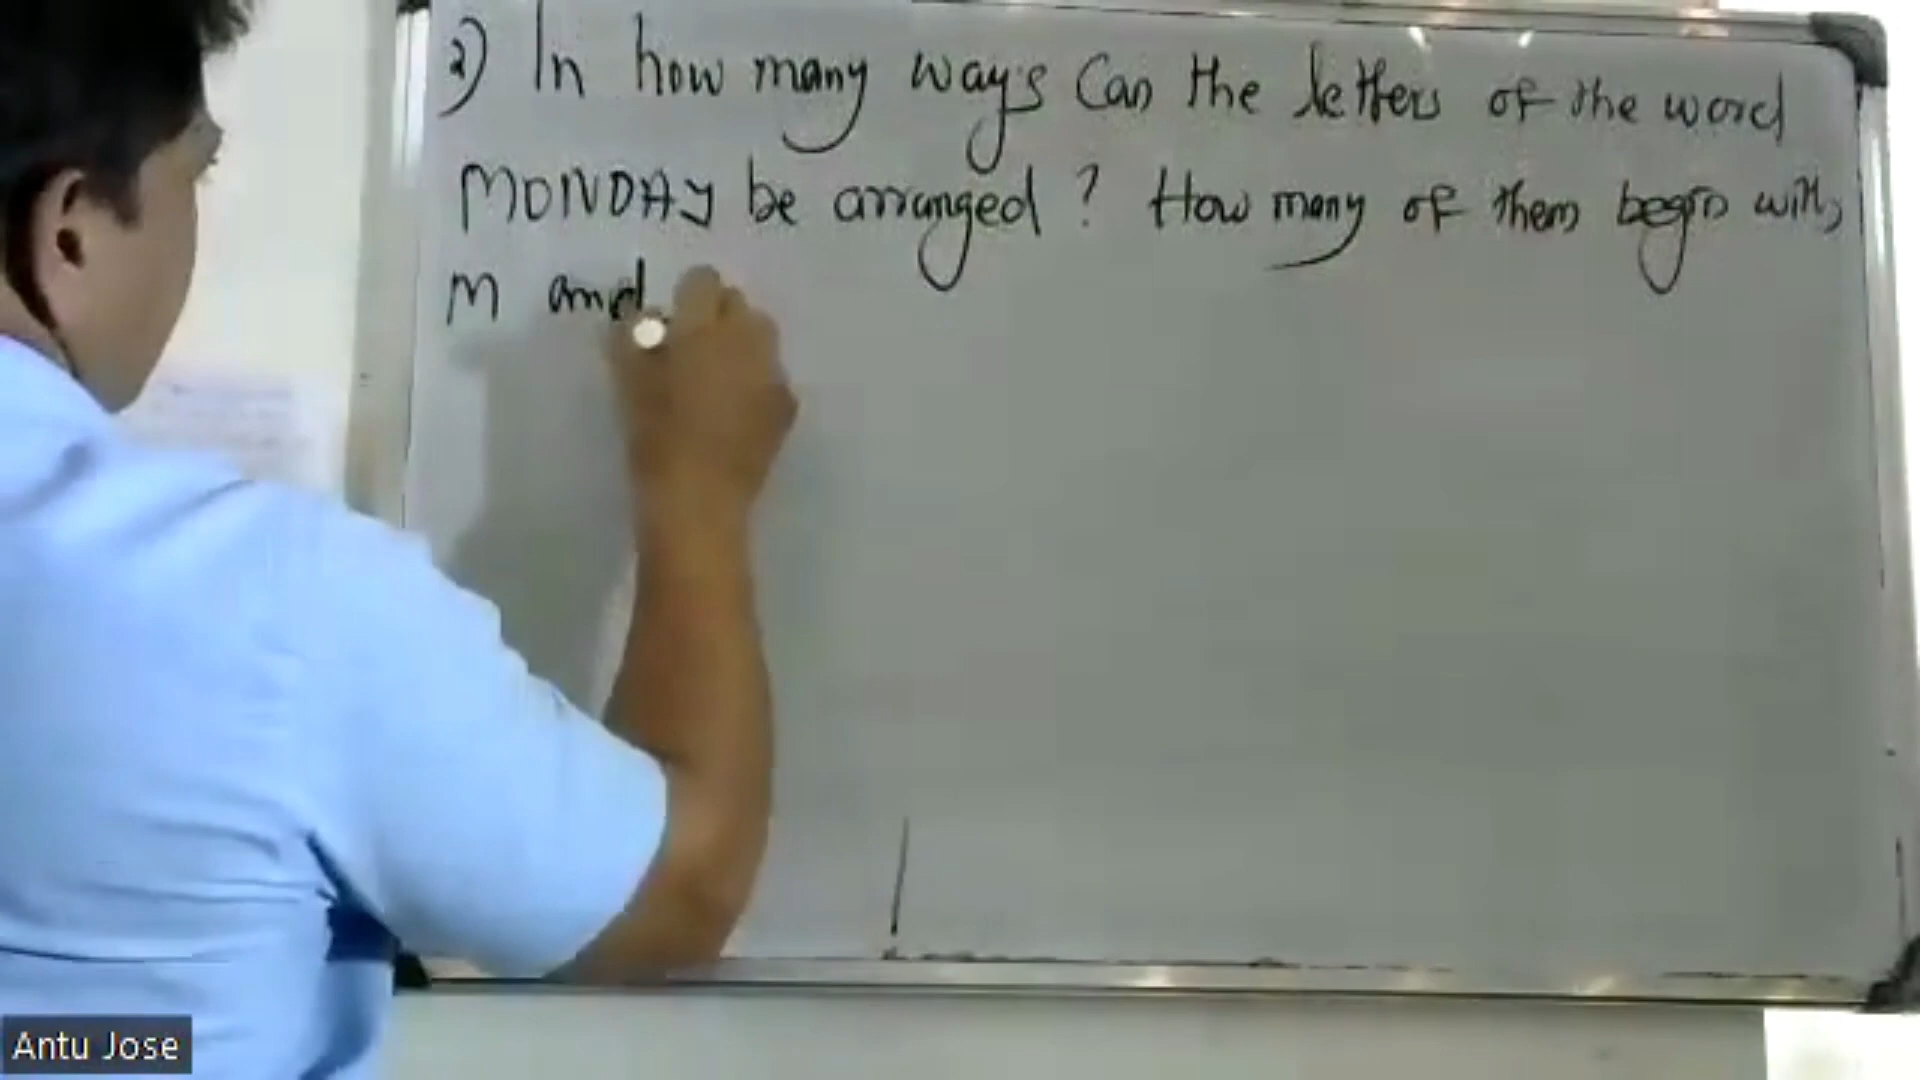 2) In how many ways Can the letters of the word
MONDAY be arranged ? How many of them begin with
M and
Antu Jose